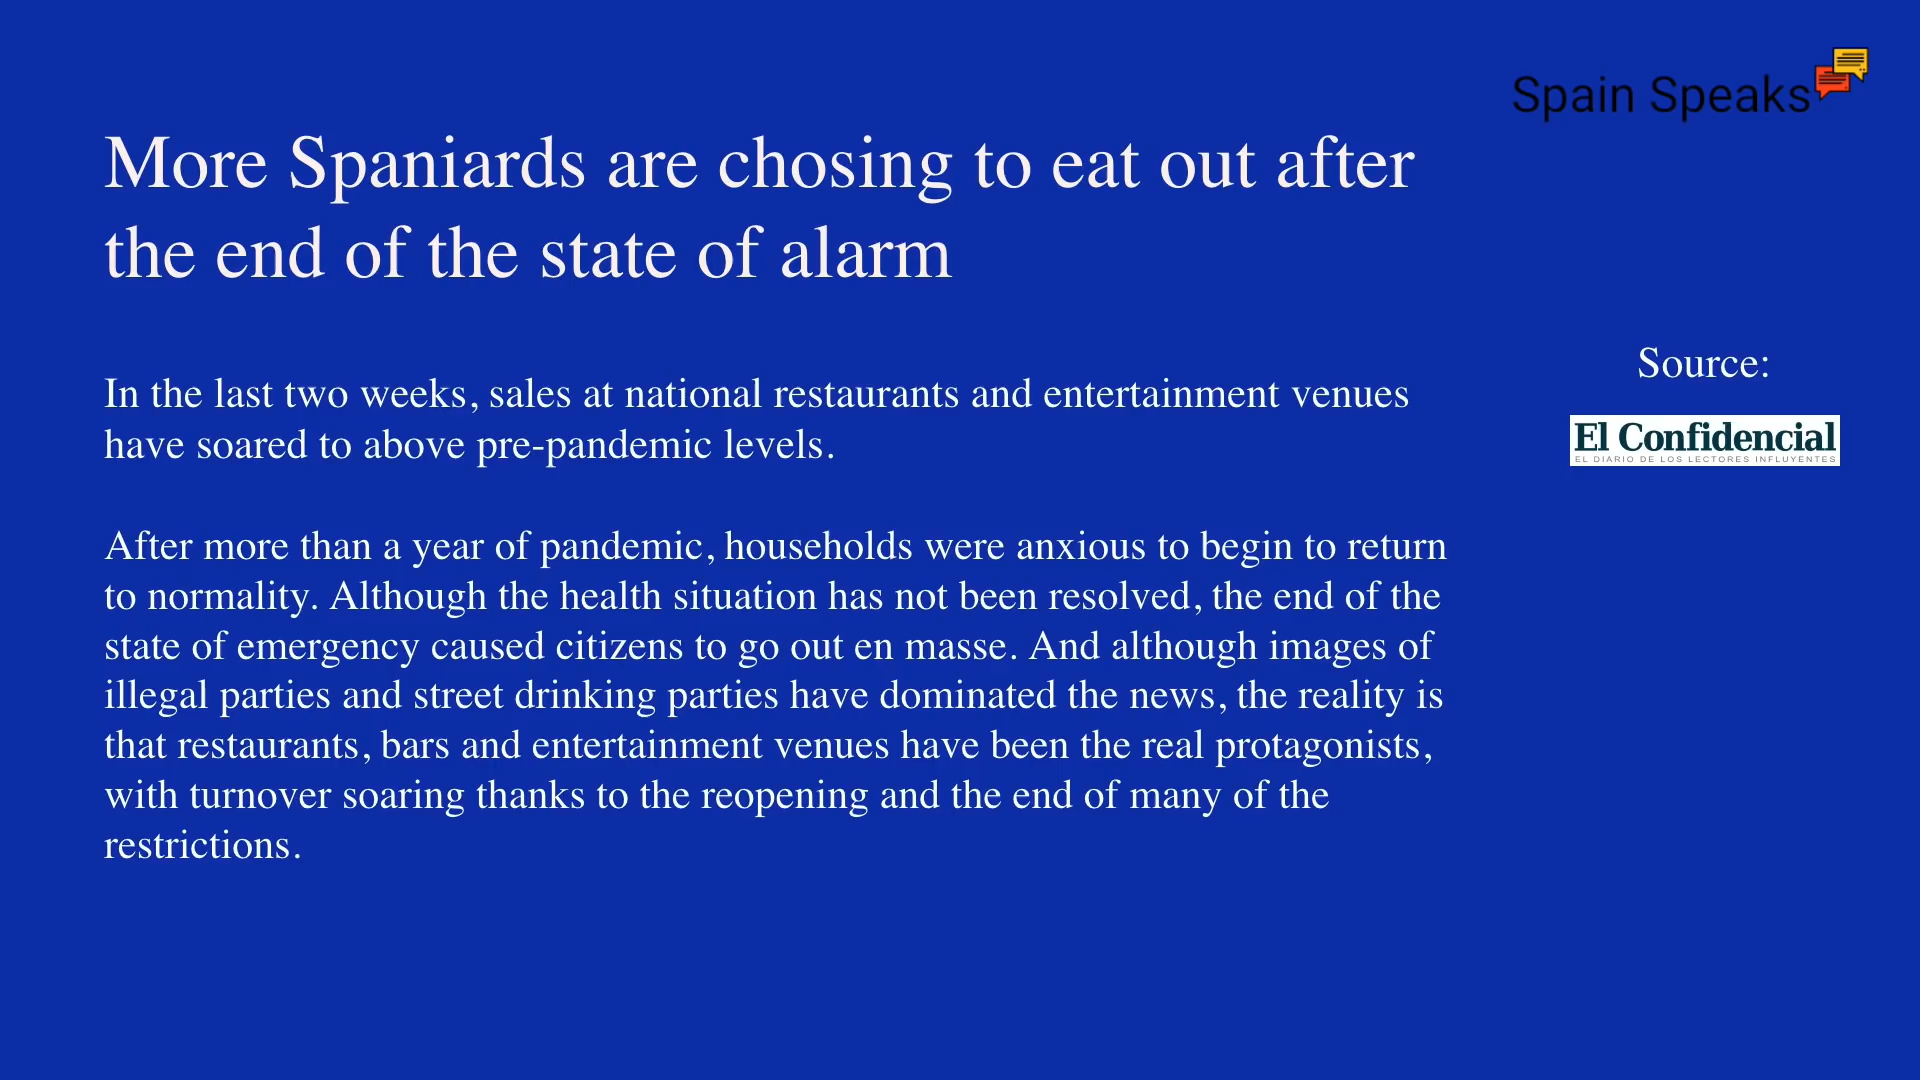 Spain Speaks
More Spaniards are chosing to eat out after
the end of the state of alarm
In the last two weeks, sales at national restaurants and entertainment venues
have soared to above pre-pandemic levels.
After more than a year of pandemic, households were anxious to begin to return
to normality. Although the health situation has not been resolved, the end of the
state of emergency caused citizens to go out en masse. And although images of
illegal parties and street drinking parties have dominated the news, the reality is
that restaurants, bars and entertainment venues have been the real protagonists,
with turnover soaring thanks to the reopening and the end of many of the
restrictions.
Source:
El Confidencial
EL DIARIO DE LOS LECTORES INFLUYENTES